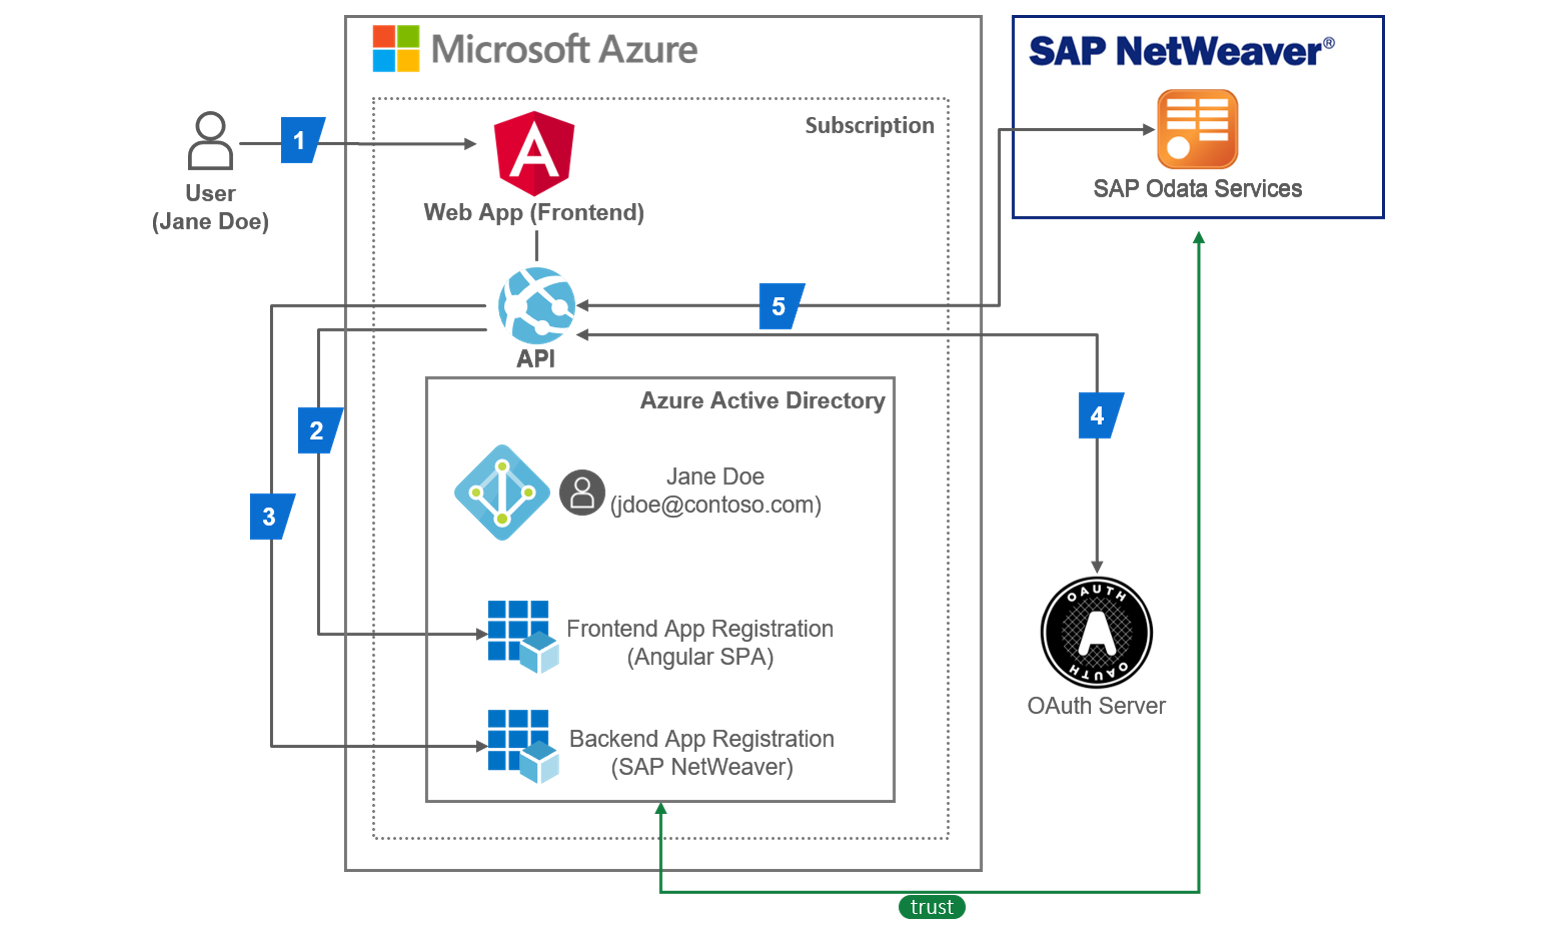 Microsoft Azure
SAP NetWeaver®
Subscription
1
User
(Jane Doe)
Web App (Frontend)
SAP Odata Services
5
API
Azure Active Directory
2
4
Jane Doe
(jdoe@contoso.com)
3
OAUTH
A
OAUTH
OAuth Server
Frontend App Registration
(Angular SPA)
Backend App Registration
(SAP NetWeaver)
trust